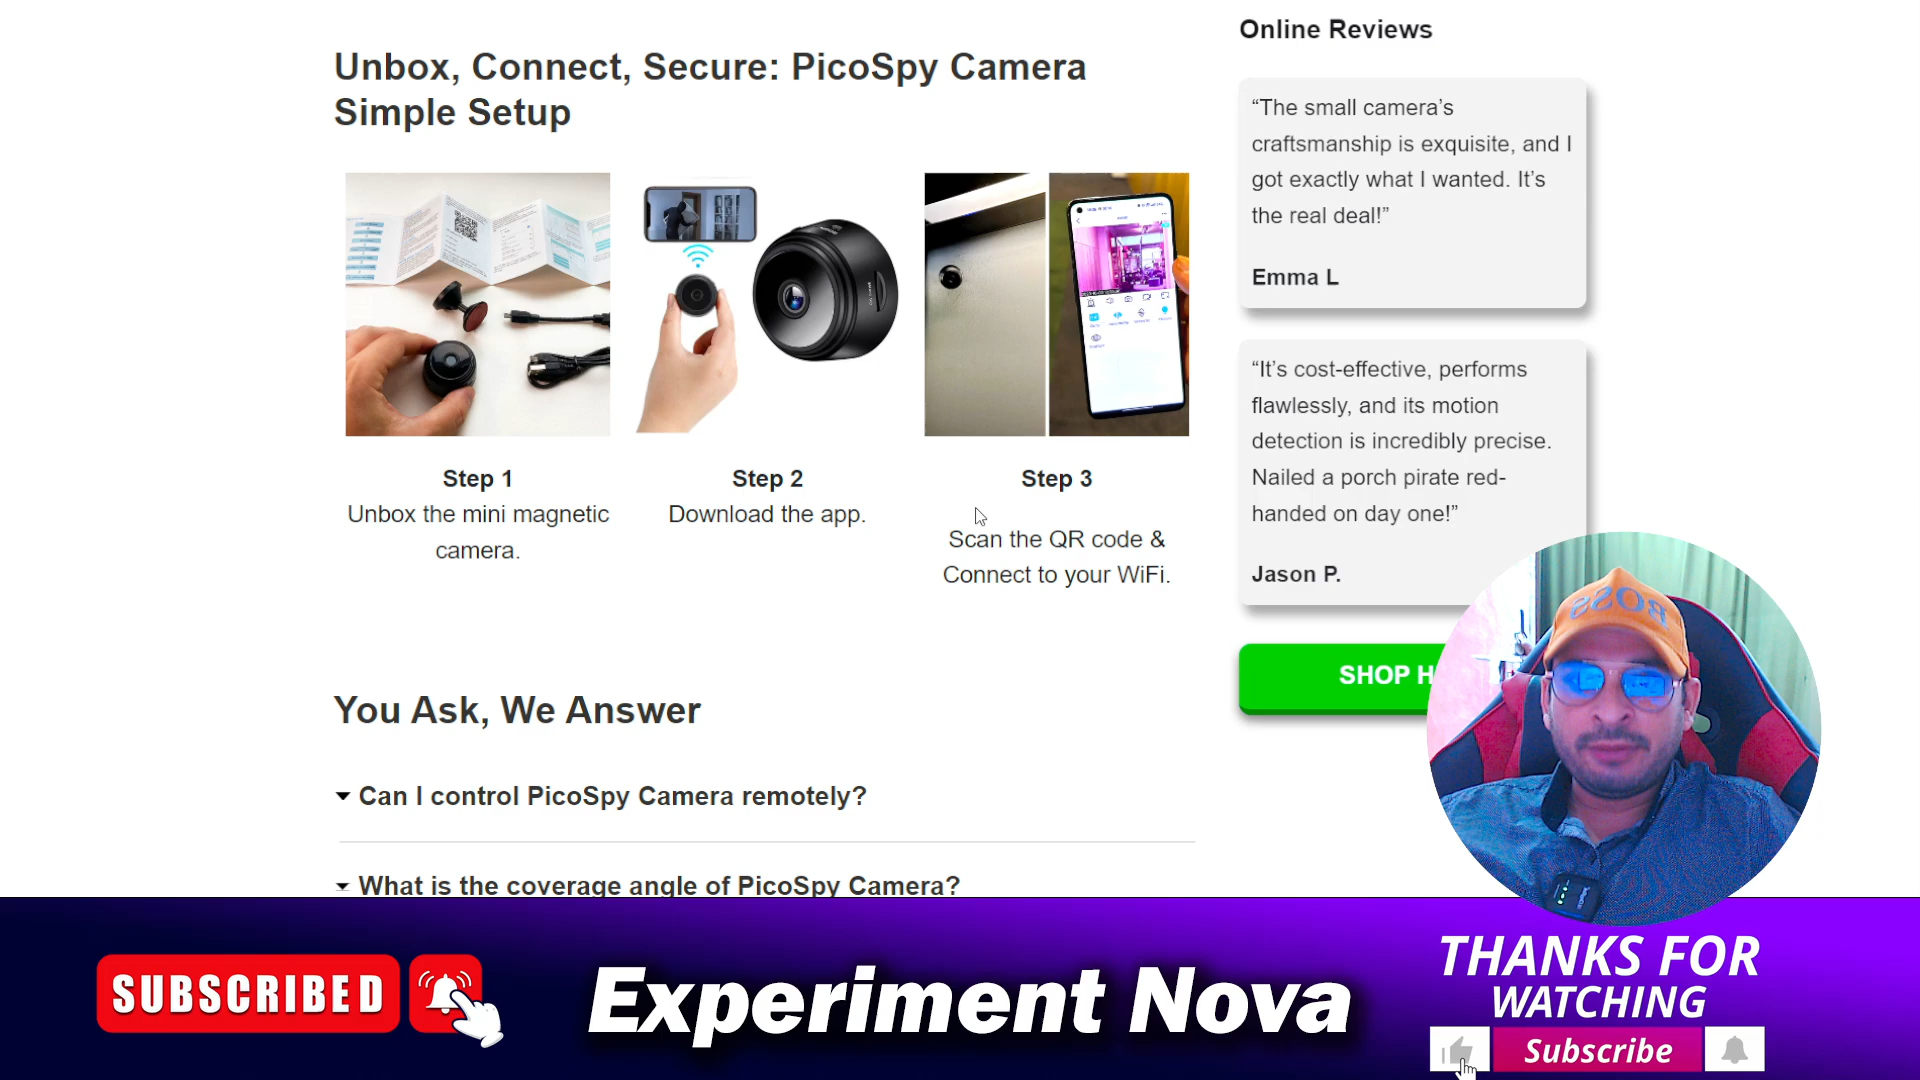 Unbox, Connect, Secure: PicoSpy Camera
Simple Setup
Step 1
Unbox the mini magnetic
camera.
Step 2
Download the app.
Step 3
Scan the QR code &
Connect to your WiFi.
You Ask, We Answer
Can I control PicoSpy Camera remotely?
What is the coverage angle of PicoSpy Camera?
Online Reviews
“The small camera’s
craftsmanship is exquisite, and I
got exactly what I wanted. It’s
the real deal!”
Emma L
“It’s cost-effective, performs
flawlessly, and its motion
detection is incredibly precise.
Nailed a porch pirate red-
handed on day one!”
Jason P.
SHOP H
BOSS
SUBSCRIBED
Experiment Nova
THANKS FOR
WATCHING
Subscribe